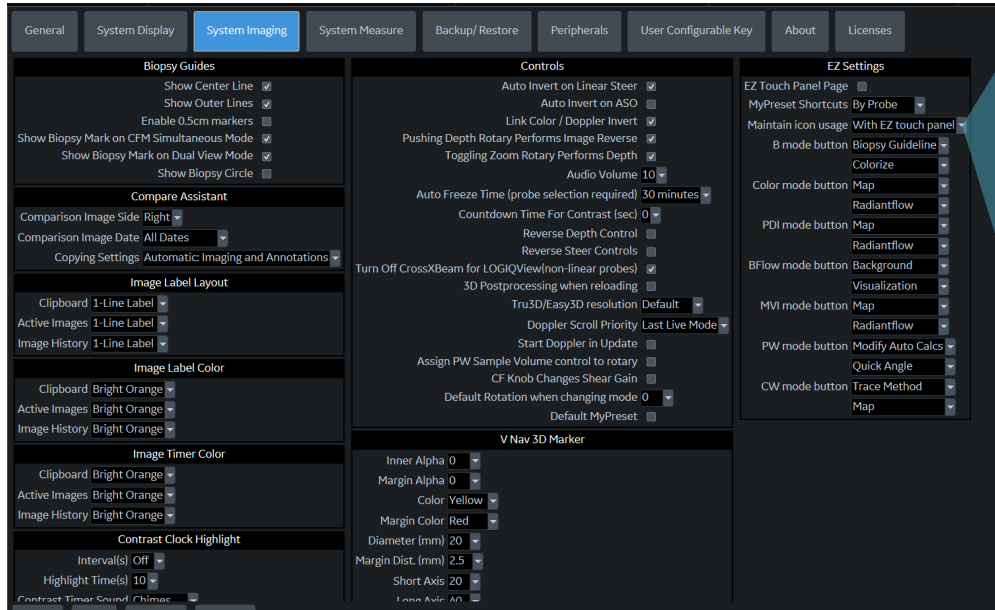 General System Display System Imaging System Measure Backup/ Restore Peripherals User Configurable Key About Licenses
Biopsy Guides
Show Center Line
Show Outer Lines
Enable 0.5cm markers
Show Biopsy Mark on CFM Simultaneous Mode
Show Biopsy Mark on Dual View Mode
Show Biopsy Circle
Compare Assistant
Comparison Image Side Right
Comparison Image Date All Dates
Copying Settings Automatic: Imaging and Annotations
Image Label Layout
Clipboard 1-Line Label
Active Images 1-Line Label
Image History 1-Line Label
Image Label Color
Clipboard Bright Orange
Active Images Bright Orange
Image History Bright Orange
Image Timer Color
Clipboard Bright Orange
Active Images Bright Orange
Image History Bright Orange
Contrast Clock Highlight
Interval(s) Off
Highlight Time(s) 10
Contrast Timer Sound Chimes
Controls
Auto Invert on Linear Steer
Auto Invert on ASO
Link Color / Doppler Invert
Pushing Depth Rotary Performs Image Reverse
Toggling Zoom Rotary Performs Depth
Audio Volume 10
Auto Freeze Time (probe selection required) 30 minutes
Countdown Time For Contrast (sec) 0
Reverse Depth Control
Reverse Steer Controls
Turn Off CrossXBeam for LOGIQView(non-linear probes)
3D Postprocessing when reloading
Tru3D/Easy3D resolution Default
Doppler Scroll Priority Last Live Mode
Start Doppler in Update
Assign PW Sample Volume control to rotary
CF Knob Changes Shear Gain
Default Rotation when changing mode 0
Default MyPreset
V Nav 3D Marker
Inner Alpha 0
Margin Alpha 0
Color Yellow
Margin Color Red
Diameter (mm) 20
Margin Dist. (mm) 2.5
Short Axis 20
Long Axis 40
EZ Settings
EZ Touch Panel Page
MyPreset Shortcuts By Probe
Maintain icon usage With EZ touch panel
B mode button Biopsy Guideline
Colorize
Color mode button Map
Radiantflow
PDI mode button Map
Radiantflow
BFlow mode button Background
Visualization
MVI mode button Map
Radiantflow
PW mode button Modify Auto Calcs
Quick Angle
CW mode button Trace Method
Map